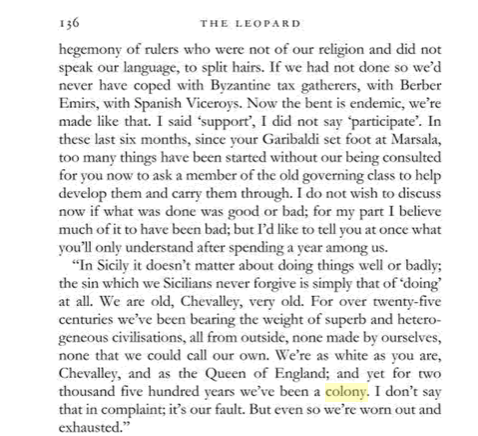 136 THE LEOPARD
hegemony of rulers who were not of our religion and did not
speak our language, to split hairs. If we had not done so we’d
never have coped with Byzantine tax gatherers, with Berber
Emirs, with Spanish Viceroys. Now the bent is endemic, we’re
made like that. I said ‘support’, I did not say ‘participate’. In
these last six months, since your Garibaldi set foot at Marsala,
too many things have been started without our being consulted
for you now to ask a member of the old governing class to help
develop them and carry them through. I do not wish to discuss
now if what was done was good or bad; for my part I believe
much of it to have been bad; but I’d like to tell you at once what
you’ll only understand after spending a year among us.
“In Sicily it doesn’t matter about doing things well or badly;
the sin which we Sicilians never forgive is simply that of ‘doing’
at all. We are old, Chevalley, very old. For over twenty-five
centuries we’ve been bearing the weight of superb and hetero-
geneous civilisations, all from outside, none made by ourselves,
none that we could call our own. We’re as white as you are,
Chevalley, and as the Queen of England; and yet for two
thousand five hundred years we’ve been a colony. I don’t say
that in complaint; it’s our fault. But even so we’re worn out and
exhausted.”